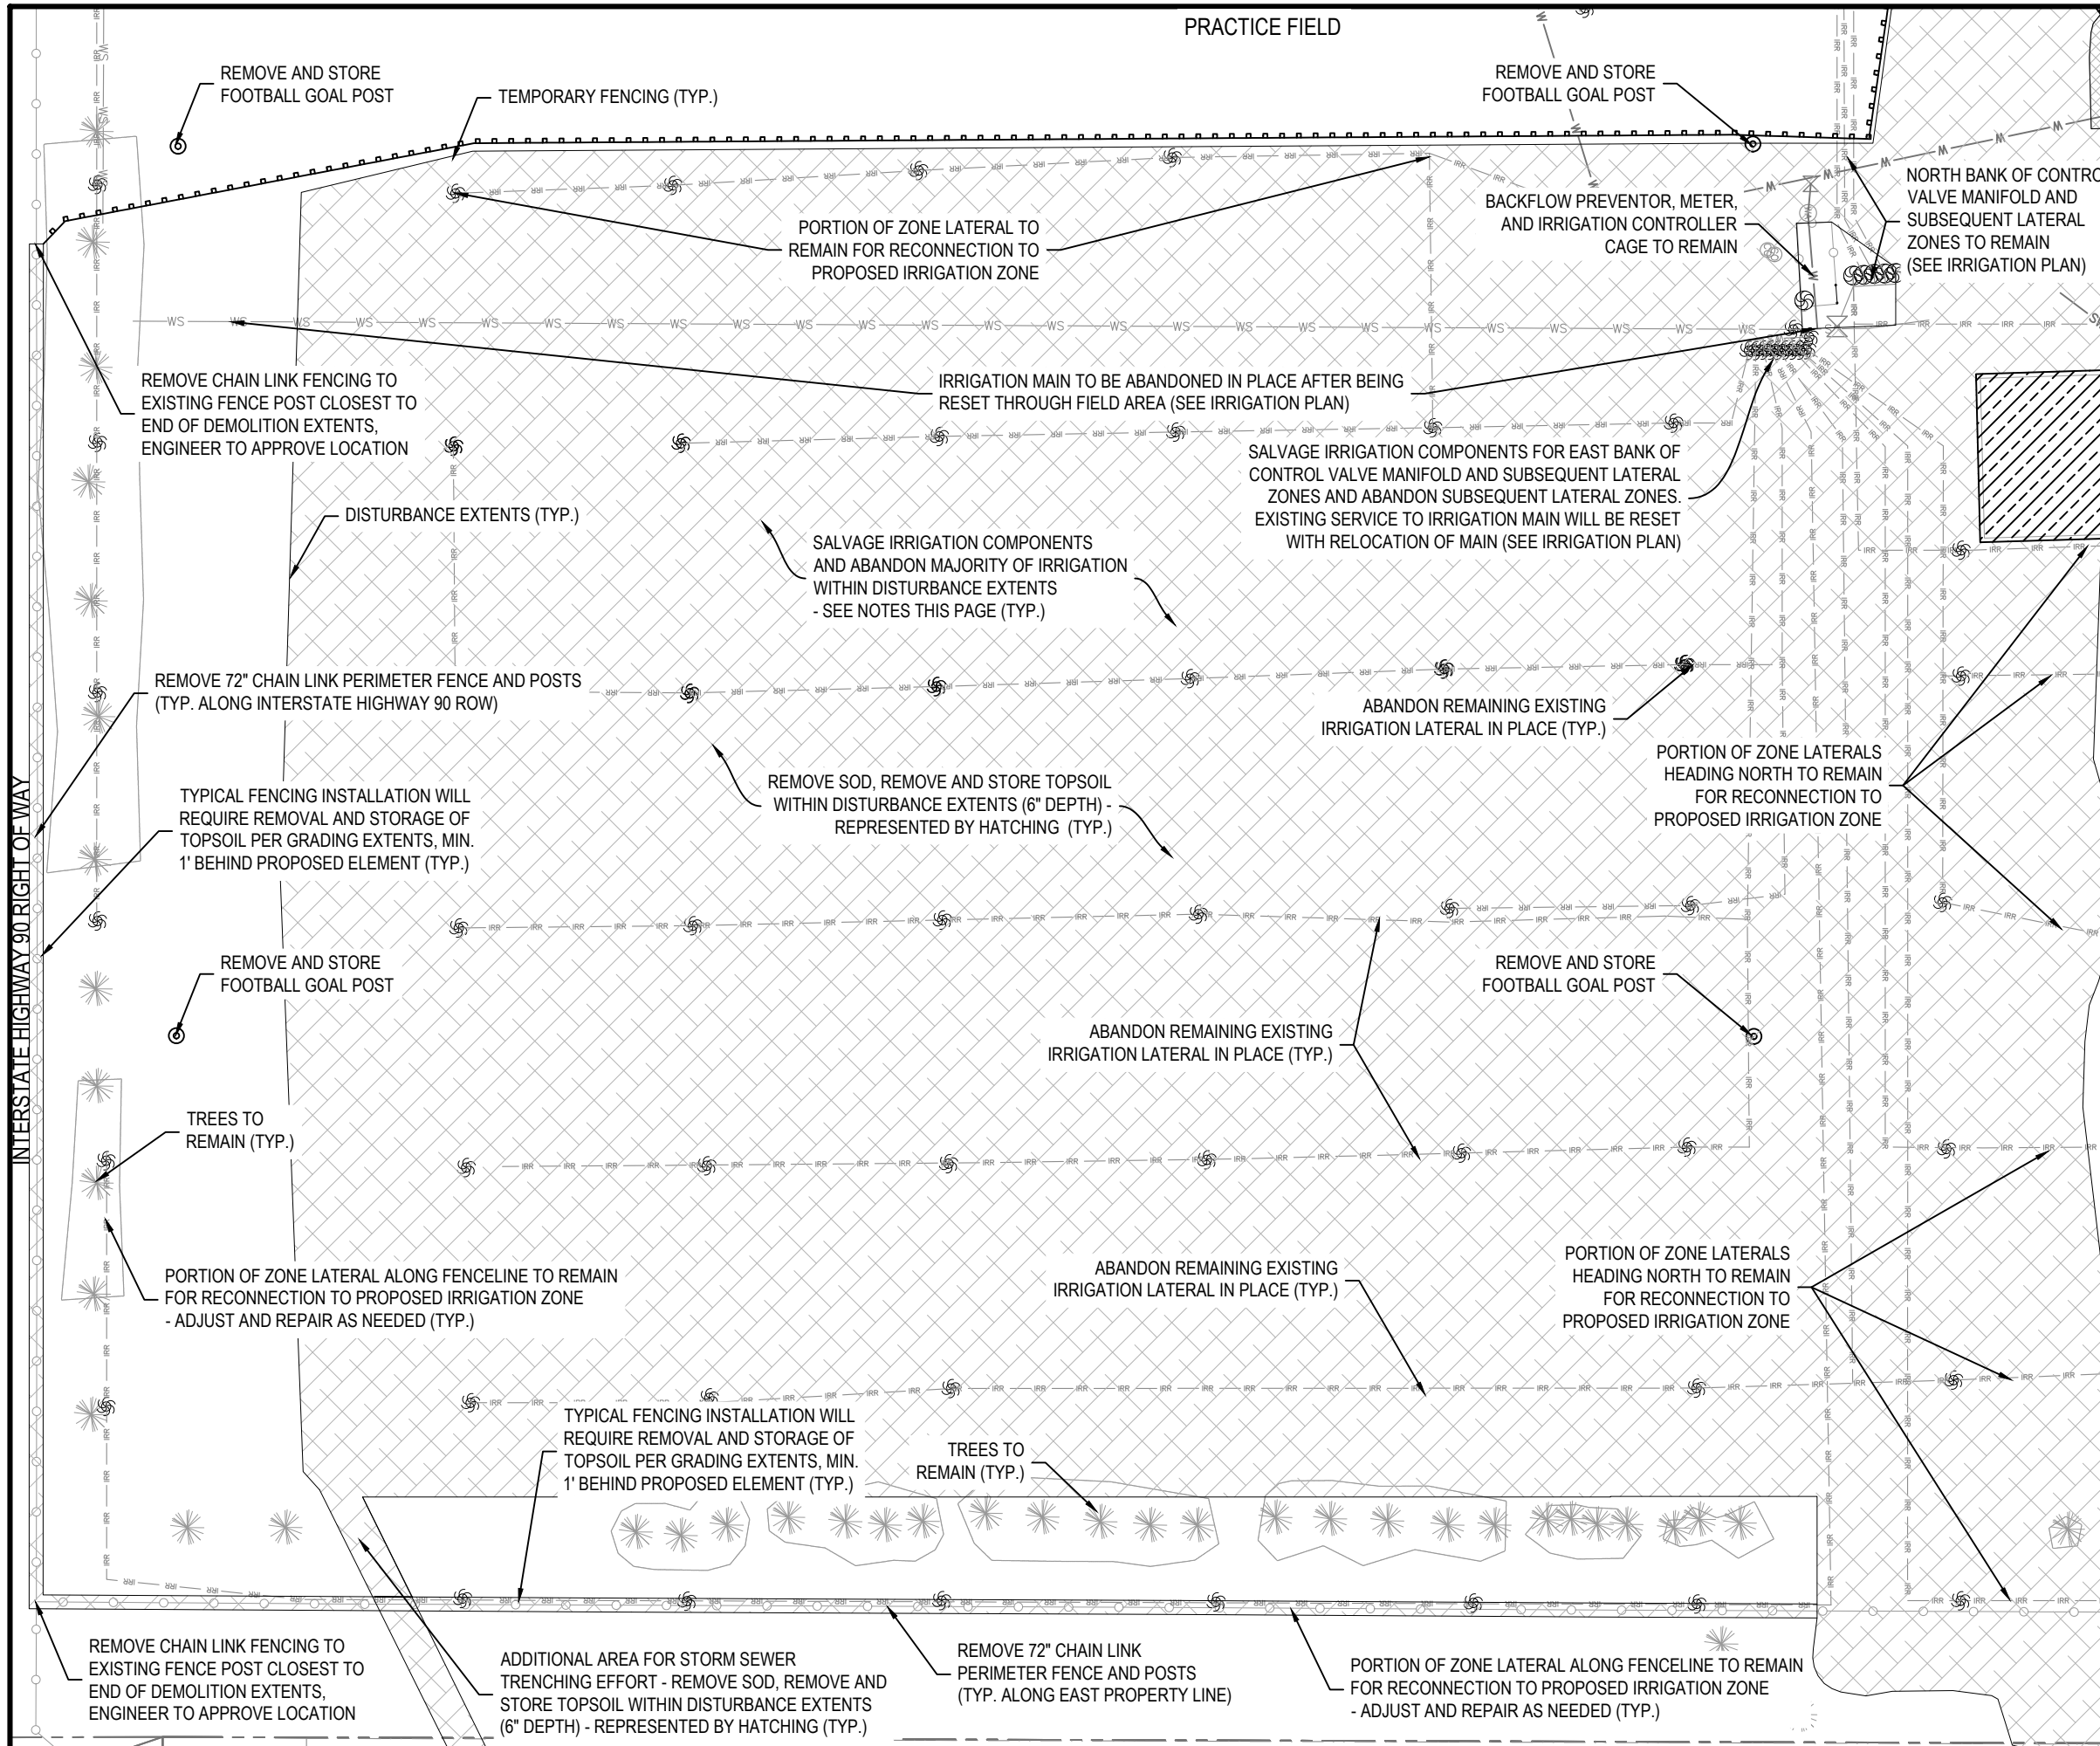 PRACTICE FIELD
REMOVE AND STORE
FOOTBALL GOAL POST
TEMPORARY FENCING (TYP.)
REMOVE AND STORE
FOOTBALL GOAL POST
PORTION OF ZONE LATERAL TO
REMAIN FOR RECONNECTION TO
PROPOSED IRRIGATION ZONE
BACKFLOW PREVENTOR, METER,
AND IRRIGATION CONTROLLER
CAGE TO REMAIN
NORTH BANK OF CONTRO
VALVE MANIFOLD AND
SUBSEQUENT LATERAL
ZONES TO REMAIN
(SEE IRRIGATION PLAN)
REMOVE CHAIN LINK FENCING TO
EXISTING FENCE POST CLOSEST TO
END OF DEMOLITION EXTENTS,
ENGINEER TO APPROVE LOCATION
IRRIGATION MAIN TO BE ABANDONED IN PLACE AFTER BEING
RESET THROUGH FIELD AREA (SEE IRRIGATION PLAN)
SALVAGE IRRIGATION COMPONENTS FOR EAST BANK OF
CONTROL VALVE MANIFOLD AND SUBSEQUENT LATERAL
ZONES AND ABANDON SUBSEQUENT LATERAL ZONES.
EXISTING SERVICE TO IRRIGATION MAIN WILL BE RESET
WITH RELOCATION OF MAIN (SEE IRRIGATION PLAN)
DISTURBANCE EXTENTS (TYP.)
SALVAGE IRRIGATION COMPONENTS
AND ABANDON MAJORITY OF IRRIGATION
WITHIN DISTURBANCE EXTENTS
- SEE NOTES THIS PAGE (TYP.)
REMOVE 72" CHAIN LINK PERIMETER FENCE AND POSTS
(TYP. ALONG INTERSTATE HIGHWAY 90 ROW)
ABANDON REMAINING EXISTING
IRRIGATION LATERAL IN PLACE (TYP.)
PORTION OF ZONE LATERALS
HEADING NORTH TO REMAIN
FOR RECONNECTION TO
PROPOSED IRRIGATION ZONE
TYPICAL FENCING INSTALLATION WILL
REQUIRE REMOVAL AND STORAGE OF
TOPSOIL PER GRADING EXTENTS, MIN.
1' BEHIND PROPOSED ELEMENT (TYP.)
REMOVE SOD, REMOVE AND STORE TOPSOIL
WITHIN DISTURBANCE EXTENTS (6" DEPTH) -
REPRESENTED BY HATCHING (TYP.)
INTERSTATE HIGHWAY 90 RIGHT OF WAY
REMOVE AND STORE
FOOTBALL GOAL POST
REMOVE AND STORE
FOOTBALL GOAL POST
ABANDON REMAINING EXISTING
IRRIGATION LATERAL IN PLACE (TYP.)
TREES TO
REMAIN (TYP.)
PORTION OF ZONE LATERAL ALONG FENCELINE TO REMAIN
FOR RECONNECTION TO PROPOSED IRRIGATION ZONE
- ADJUST AND REPAIR AS NEEDED (TYP.)
ABANDON REMAINING EXISTING
IRRIGATION LATERAL IN PLACE (TYP.)
PORTION OF ZONE LATERALS
HEADING NORTH TO REMAIN
FOR RECONNECTION TO
PROPOSED IRRIGATION ZONE
TYPICAL FENCING INSTALLATION WILL
REQUIRE REMOVAL AND STORAGE OF
TOPSOIL PER GRADING EXTENTS, MIN.
1' BEHIND PROPOSED ELEMENT (TYP.)
TREES TO
REMAIN (TYP.)
REMOVE CHAIN LINK FENCING TO
EXISTING FENCE POST CLOSEST TO
END OF DEMOLITION EXTENTS,
ENGINEER TO APPROVE LOCATION
ADDITIONAL AREA FOR STORM SEWER
TRENCHING EFFORT - REMOVE SOD, REMOVE AND
STORE TOPSOIL WITHIN DISTURBANCE EXTENTS
(6" DEPTH) - REPRESENTED BY HATCHING (TYP.)
REMOVE 72" CHAIN LINK
PERIMETER FENCE AND POSTS
(TYP. ALONG EAST PROPERTY LINE)
PORTION OF ZONE LATERAL ALONG FENCELINE TO REMAIN
FOR RECONNECTION TO PROPOSED IRRIGATION ZONE
- ADJUST AND REPAIR AS NEEDED (TYP.)